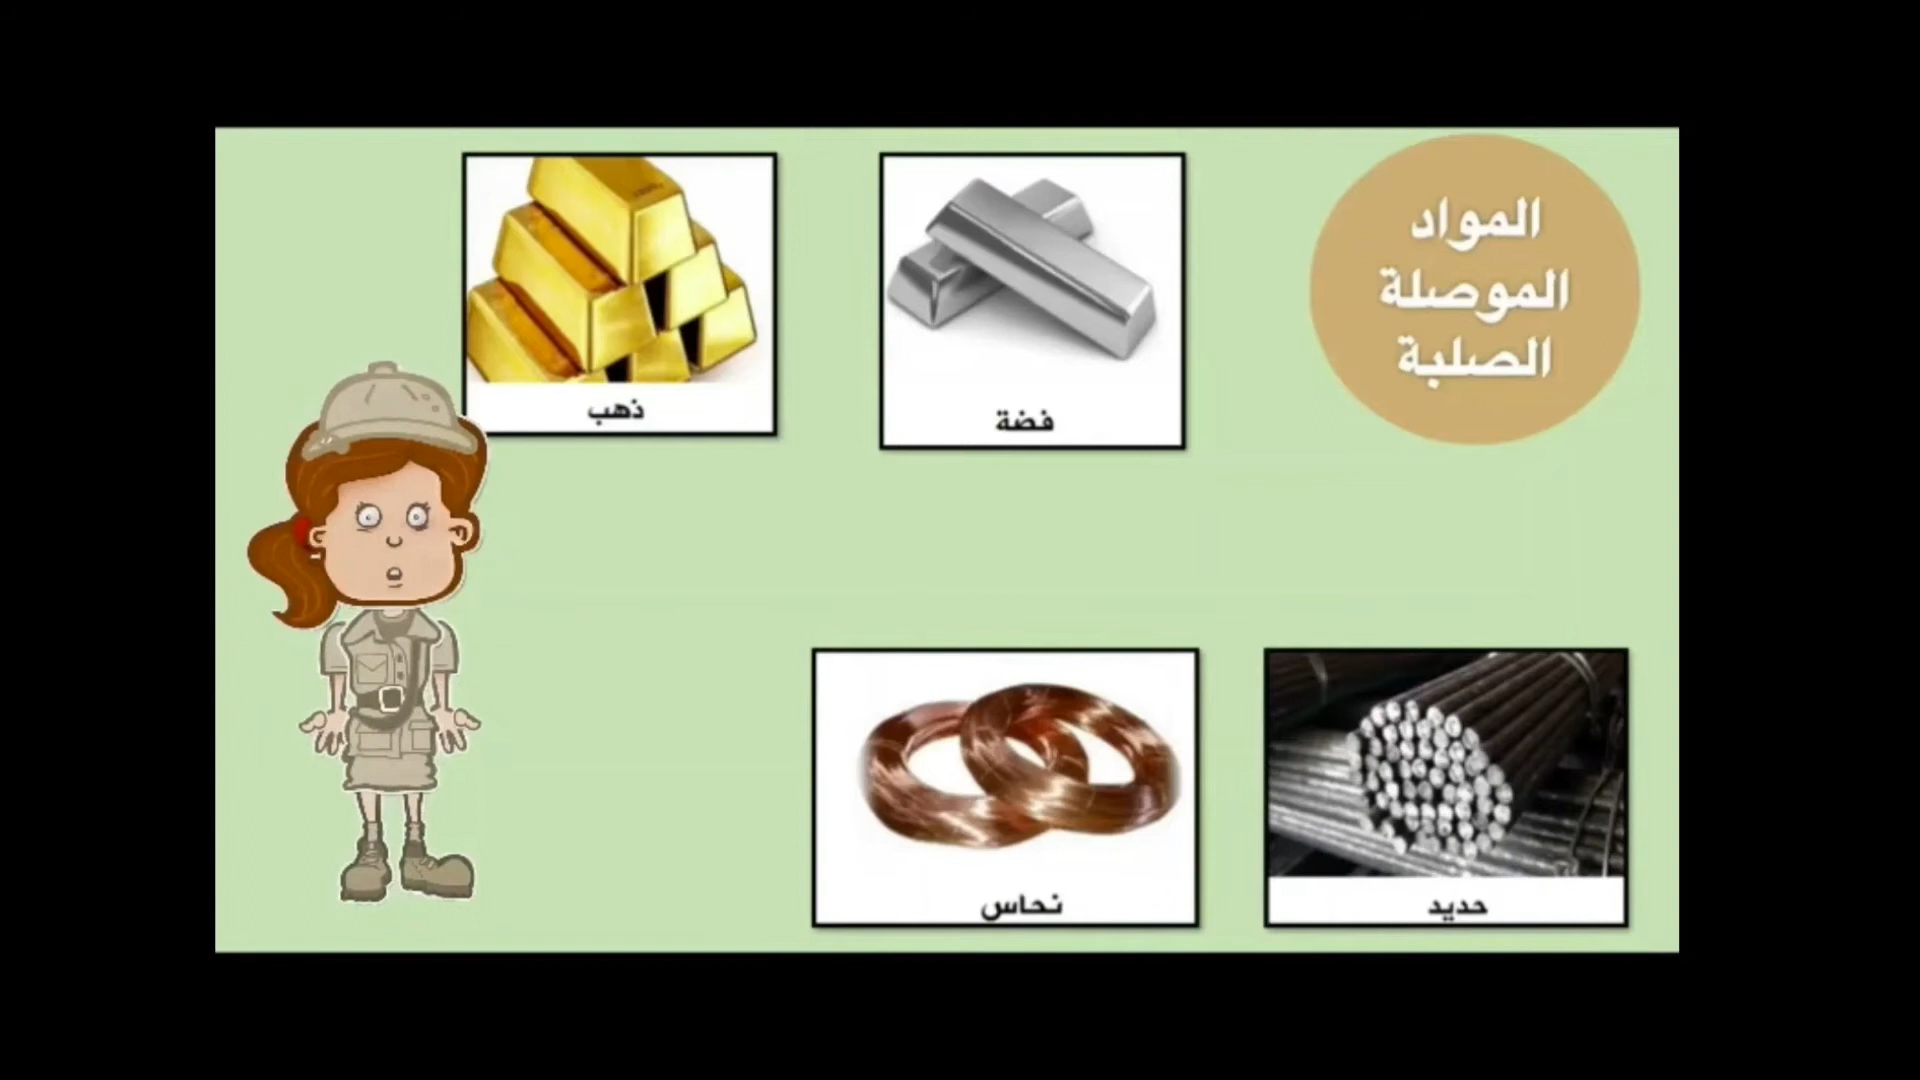 المواد
الموصلة
الصلبة
فضة
ذهب
حديد
نحاس